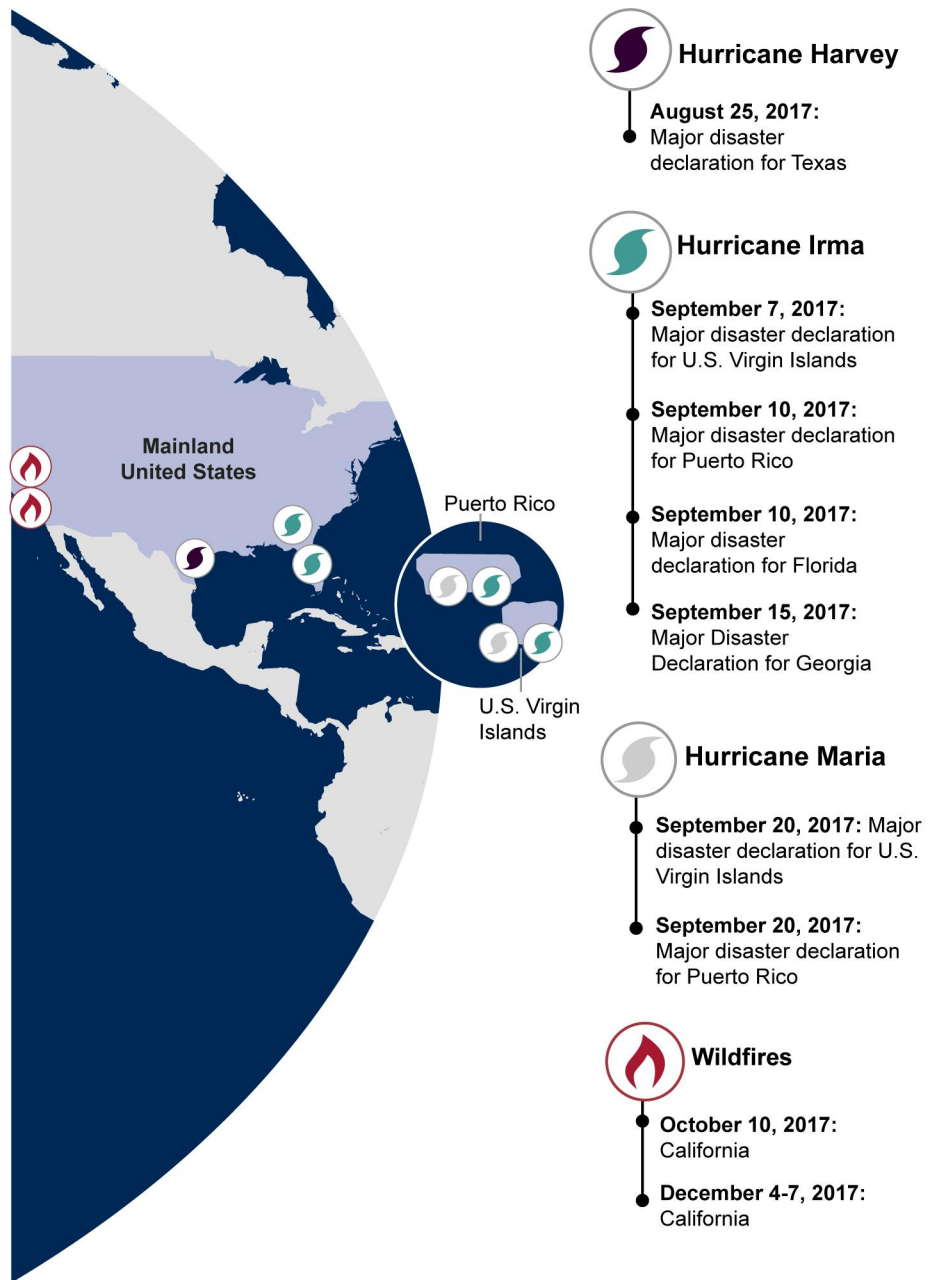 Mainland
United States
Puerto Rico
U.S. Virgin
Islands
Hurricane Harvey
August 25, 2017:
Major disaster
declaration for Texas
Hurricane Irma
September 7, 2017:
Major disaster declaration
for U.S. Virgin Islands
September 10, 2017:
Major disaster declaration
for Puerto Rico
September 10, 2017:
Major disaster
declaration for Florida
September 15, 2017:
Major Disaster
Declaration for Georgia
Hurricane Maria
September 20, 2017: Major
disaster declaration for U.S.
Virgin Islands
September 20, 2017:
Major disaster declaration
for Puerto Rico
Wildfires
October 10, 2017:
California
December 4-7, 2017:
California